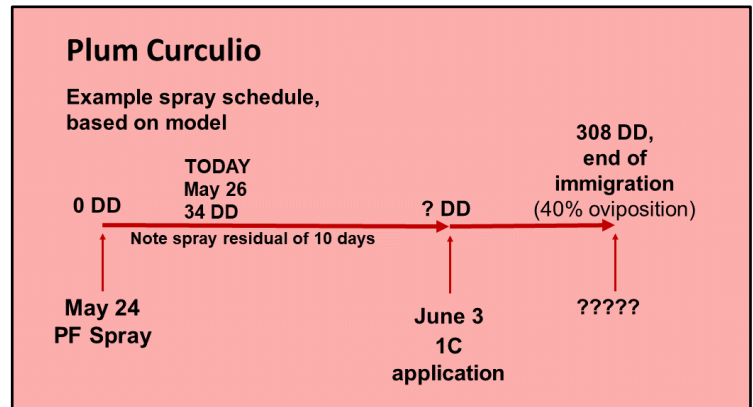 Plum Curculio
Example spray schedule,
based on model
TODAY
May 26
34 DD
0 DD
? DD
308 DD,
end of
immigration
(40% oviposition)
Note spray residual of 10 days
May 24
PF Spray
June 3
1C
application
?????